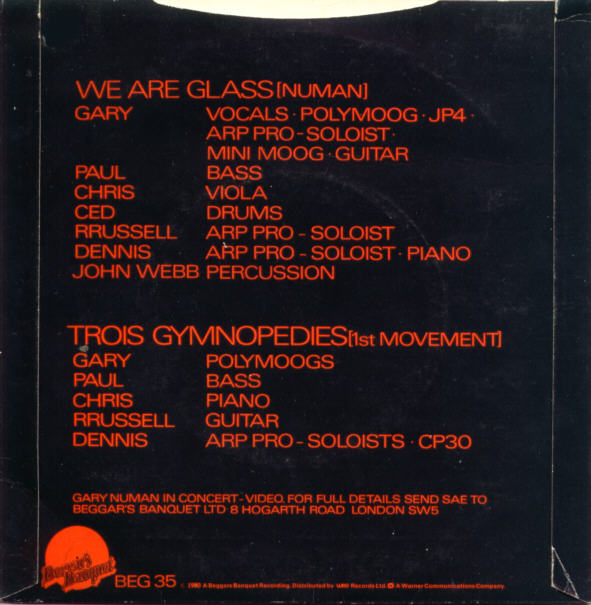 WE ARE GLASS [NUMAN]
GARY VOCALS · POLYMOOG · JP4 ·
ARP PRO - SOLOIST ·
MINI MOOG · GUITAR
PAUL BASS
CHRIS VIOLA
CED DRUMS
RRUSSELL ARP PRO - SOLOIST
DENNIS ARP PRO - SOLOIST · PIANO
JOHN WEBB PERCUSSION
TROIS GYMNOPEDIES [1st MOVEMENT]
GARY POLYMOOGS
PAUL BASS
CHRIS PIANO
RRUSSELL GUITAR
DENNIS ARP PRO - SOLOISTS · CP30
GARY NUMAN IN CONCERT - VIDEO. FOR FULL DETAILS SEND SAE TO
BEGGAR'S BANQUET LTD 8 HOGARTH ROAD LONDON SW5
Beggars
Banquet
BEG 35 © 1980 A Beggars Banquet Recording. Distributed by WEA Records Ltd. A Warner Communications Company.